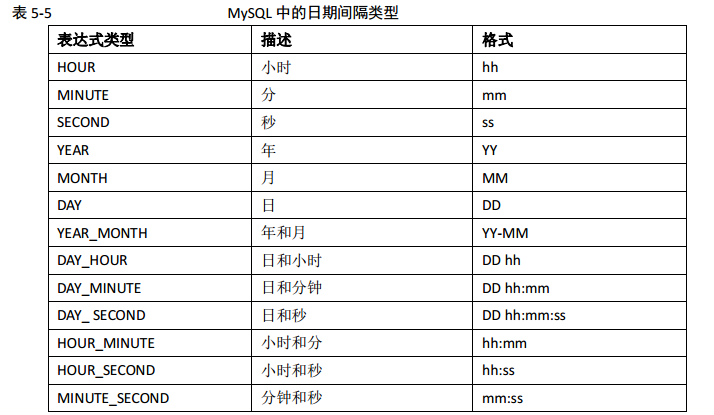 表 5-5 MySQL 中的日期间隔类型
表达式类型 描述 格式
HOUR 小时 hh
MINUTE 分 mm
SECOND 秒 ss
YEAR 年 YY
MONTH 月 MM
DAY 日 DD
YEAR_MONTH 年和月 YY-MM
DAY_HOUR 日和小时 DD hh
DAY_MINUTE 日和分钟 DD hh:mm
DAY_ SECOND 日和秒 DD hh:mm:ss
HOUR_MINUTE 小时和分 hh:mm
HOUR_SECOND 小时和秒 hh:ss
MINUTE_SECOND 分钟和秒 mm:ss